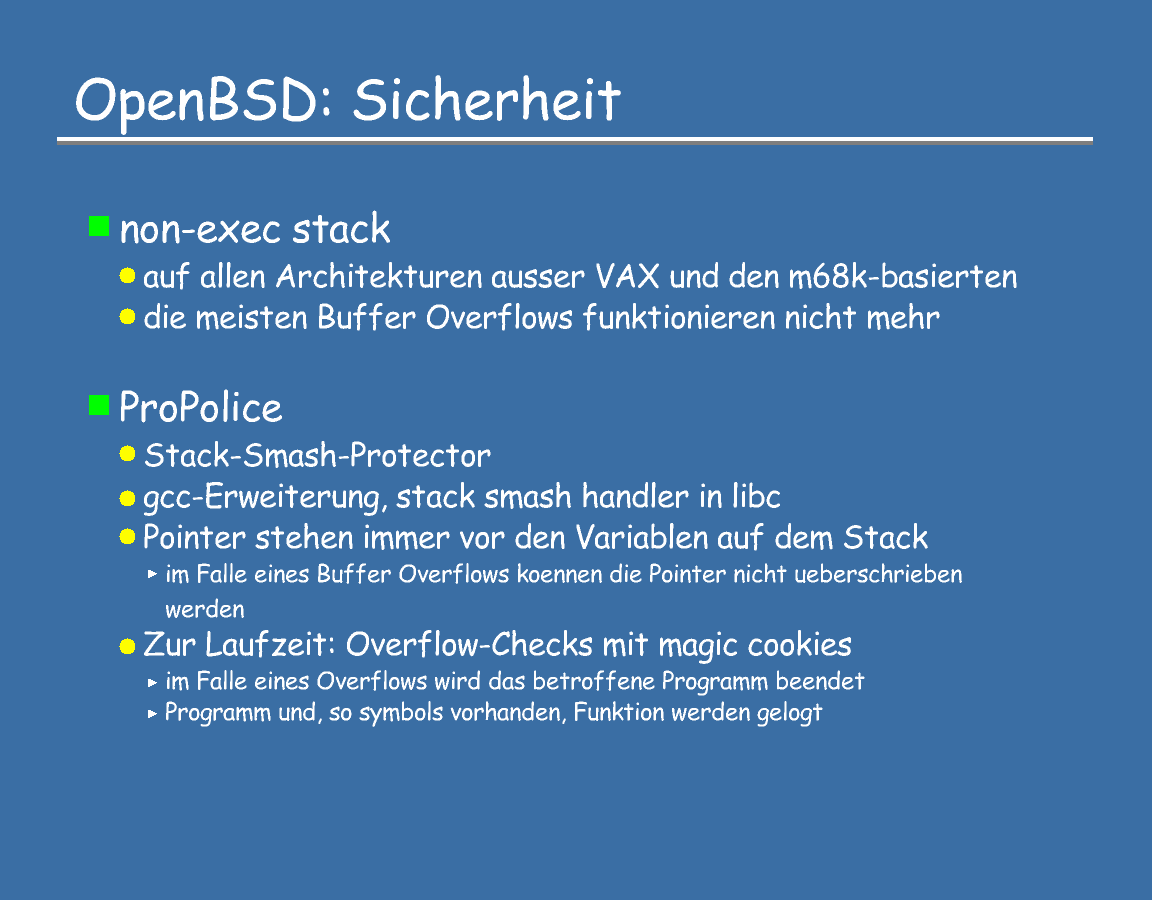 OpenBSD: Sicherheit
non-exec stack
auf allen Architekturen ausser VAX und den m68k-basierten
die meisten Buffer Overflows funktionieren nicht mehr
ProPolice
Stack-Smash-Protector
gcc-Erweiterung, stack smash handler in libc
Pointer stehen immer vor den Variablen auf dem Stack
im Falle eines Buffer Overflows koennen die Pointer nicht ueberschrieben
werden
Zur Laufzeit: Overflow-Checks mit magic cookies
im Falle eines Overflows wird das betroffene Programm beendet
Programm und, so symbols vorhanden, Funktion werden gelogt